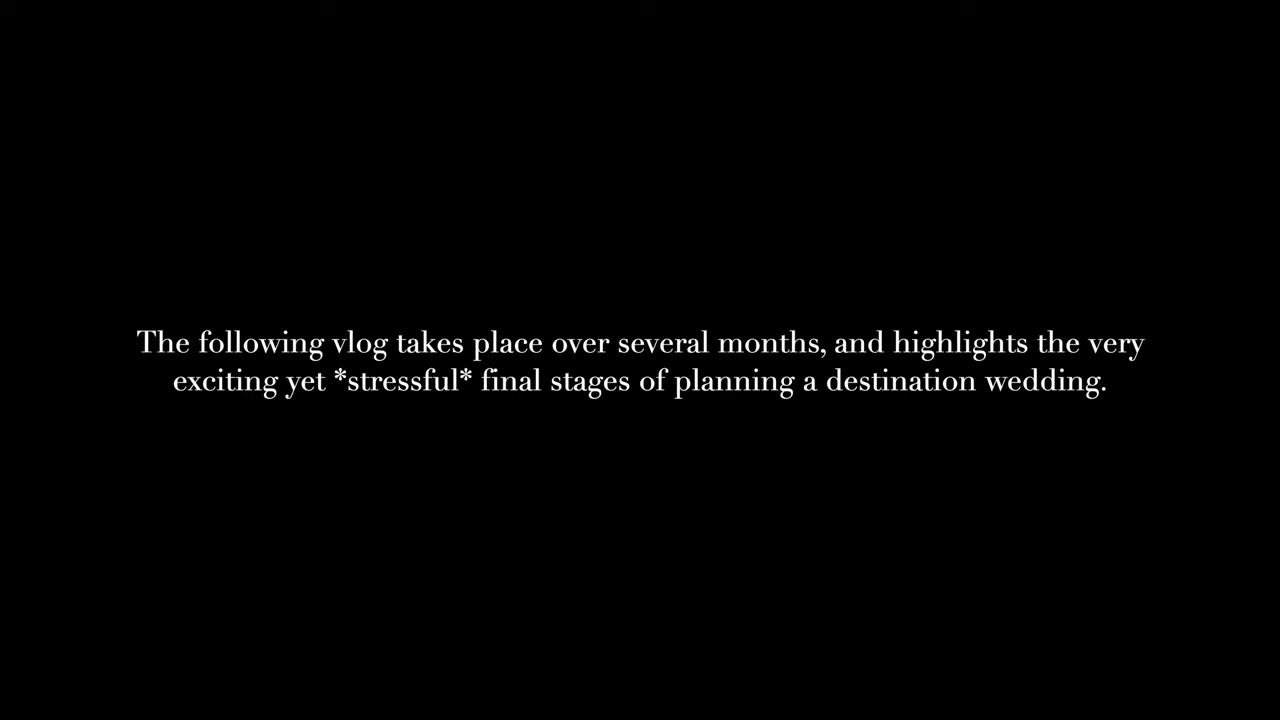 The following vlog takes place over several months, and highlights the very
exciting yet *stressful* final stages of planning a destination wedding.